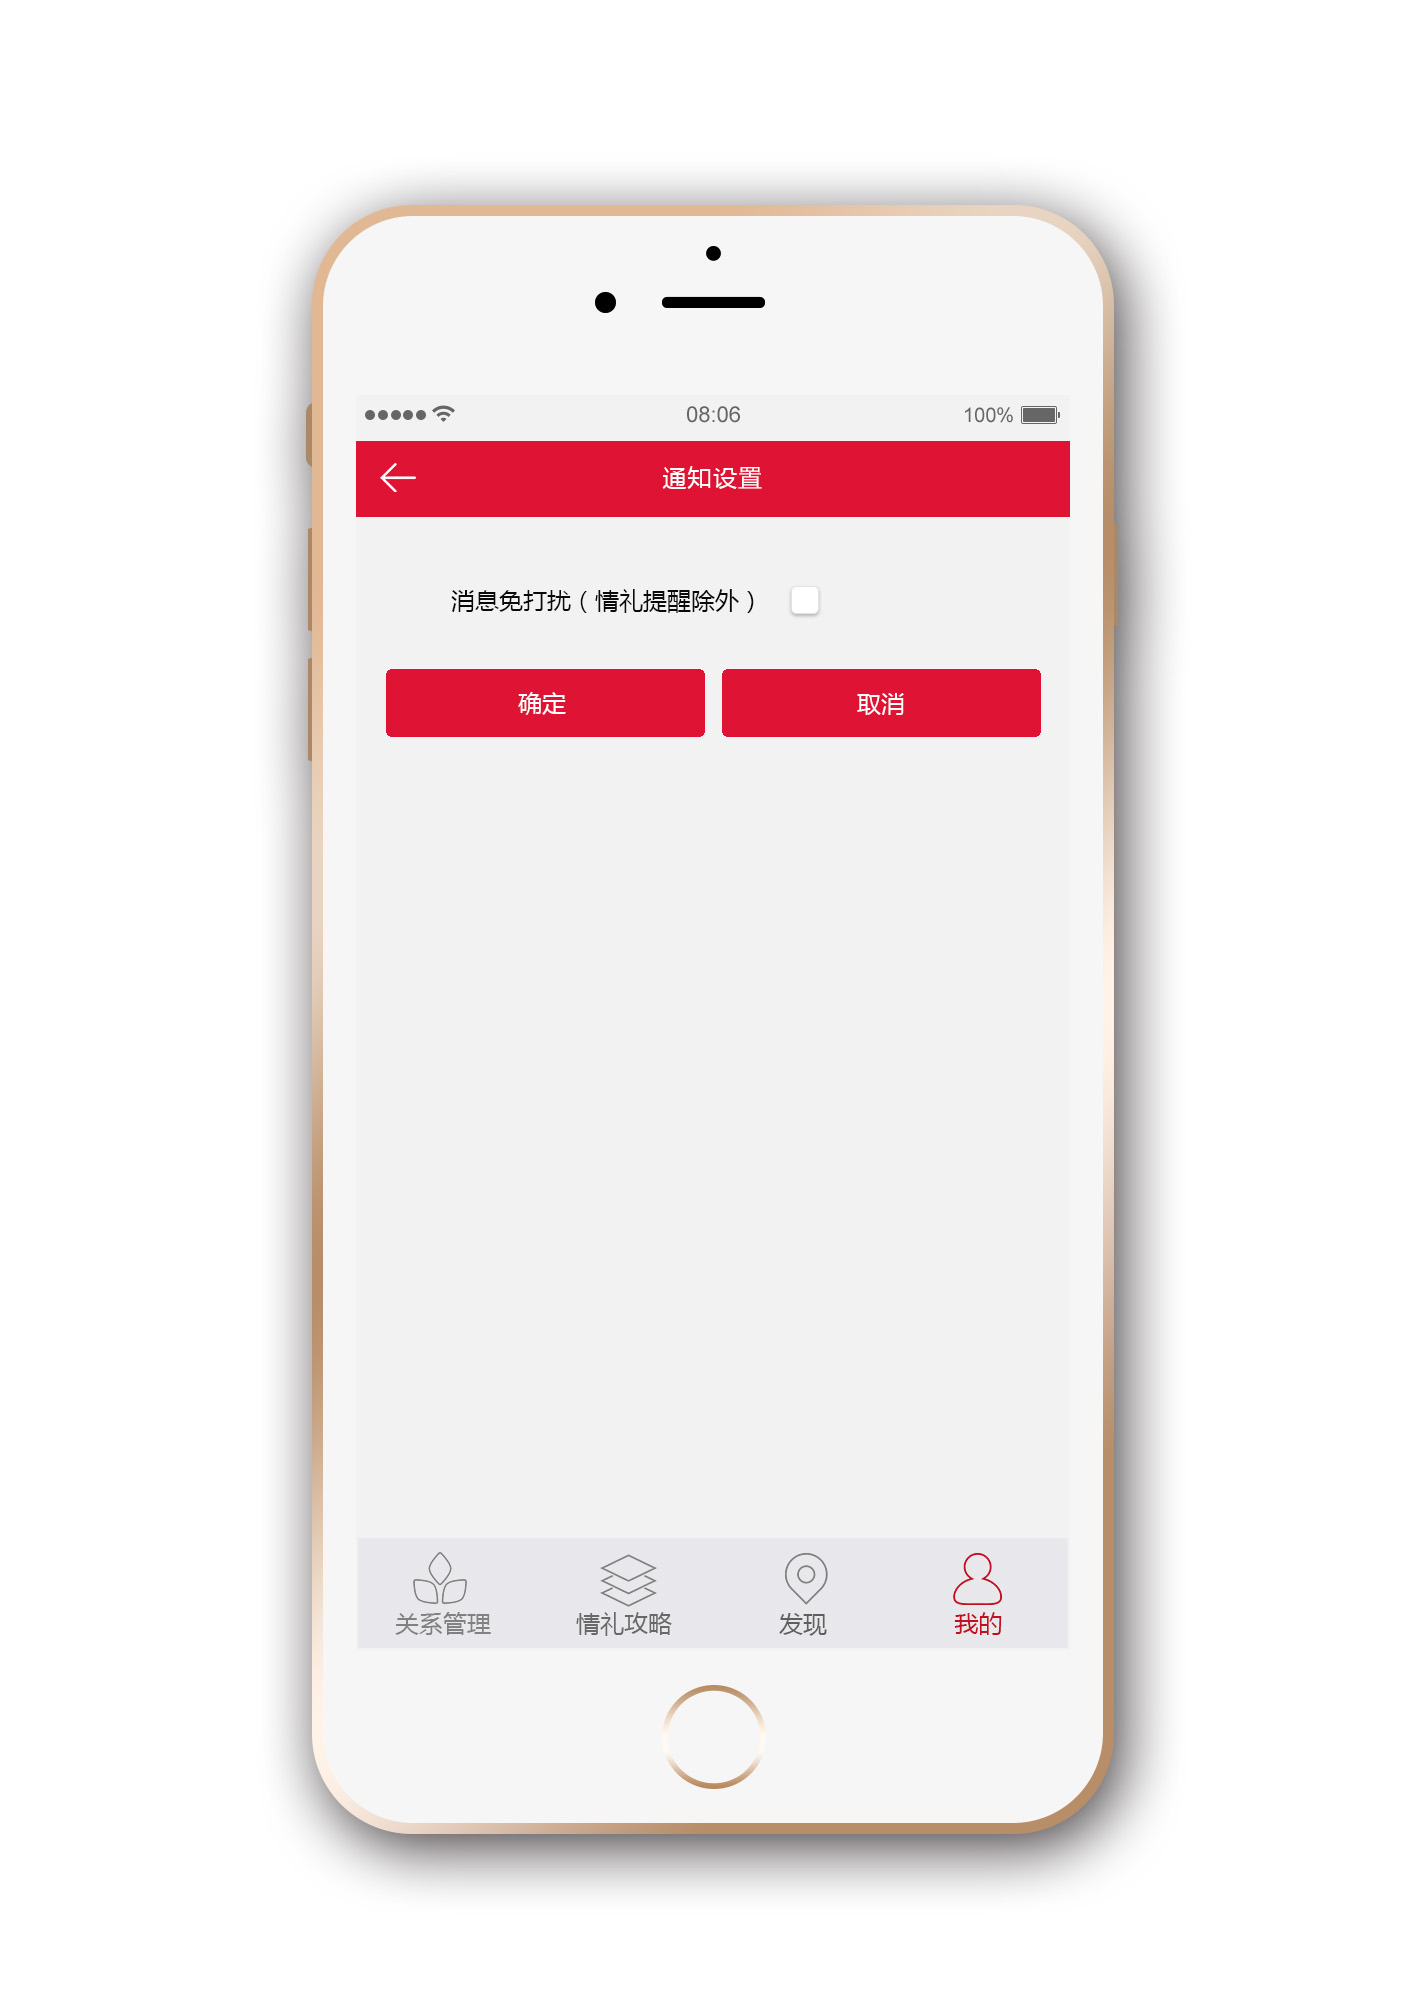 08:06 100%
通知设置
消息免打扰（情礼提醒除外）
确定 取消
关系管理 情礼攻略 发现 我的